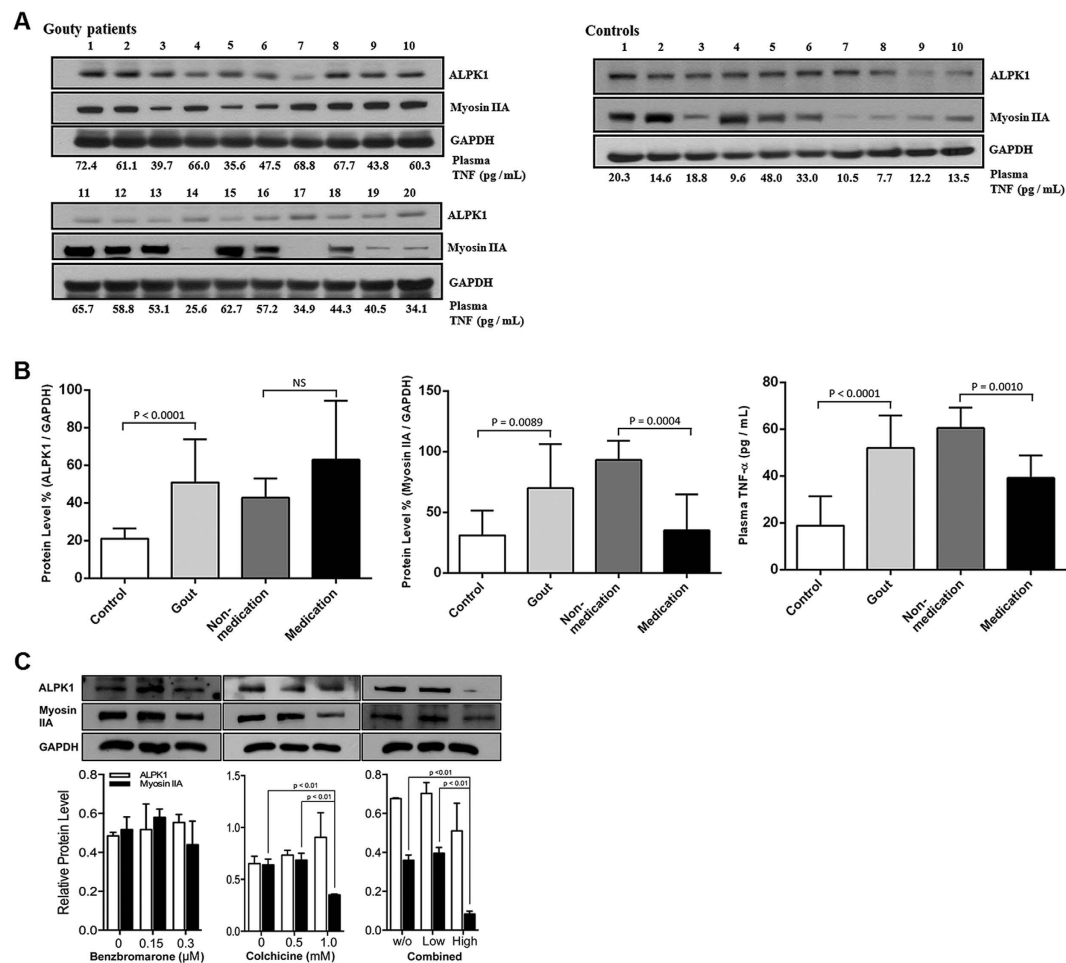 A
Gouty patients
1 2 3 4 5 6 7 8 9 10
ALPK1
Myosin IIA
GAPDH
72.4 61.1 39.7 66.0 35.6 47.5 68.8 67.7 43.8 60.3
Plasma
TNF (pg / mL)
11 12 13 14 15 16 17 18 19 20
ALPK1
Myosin IIA
GAPDH
65.7 58.8 53.1 25.6 62.7 57.2 34.9 44.3 40.5 34.1
Plasma
TNF (pg / mL)
Controls
1 2 3 4 5 6 7 8 9 10
ALPK1
Myosin IIA
GAPDH
20.3 14.6 18.8 9.6 48.0 33.0 10.5 7.7 12.2 13.5
Plasma
TNF (pg / mL)
B
Protein Level % (ALPK1 / GAPDH)
100
80
60
40
20
0
P < 0.0001
NS
Control
Gout
Non-
medication
Medication
Protein Level % (Myosin IIA / GAPDH)
150
100
50
0
P = 0.0089
P = 0.0004
Control
Gout
Non-
medication
Medication
Plasma TNF-α (pg / mL)
80
60
40
20
0
P < 0.0001
P = 0.0010
Control
Gout
Non-
medication
Medication
C
ALPK1
Myosin
IIA
GAPDH
Relative Protein Level
0.8
0.6
0.4
0.2
0.0
ALPK1
Myosin IIA
0 0.15 0.3
Benzbromarone (μM)
1.5
1.0
0.5
0.0
p < 0.01
p < 0.01
0 0.5 1.0
Colchicine (mM)
0.8
0.6
0.4
0.2
0.0
p <0.01
p < 0.01
w/o Low High
Combined